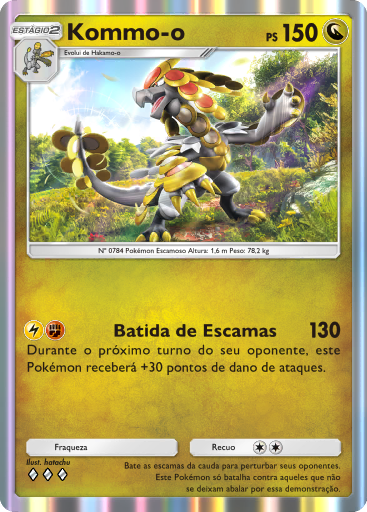 ESTÁGIO 2
Kommo-o
PS 150
Evolui de Hakamo-o
Nº 0784 Pokémon Escamoso Altura: 1,6 m Peso: 78,2 kg
Batida de Escamas 130
Durante o próximo turno do seu oponente, este
Pokémon receberá +30 pontos de dano de ataques.
Fraqueza
Recuo
Ilust. hatachu
Bate as escamas da cauda para perturbar seus oponentes.
Este Pokémon só batalha contra aqueles que não
se deixam abalar por essa demonstração.